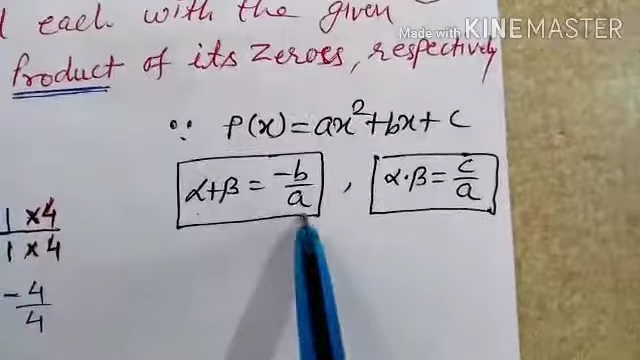 each with the given
Made with KINEMASTER
Product of its zeroes, respectively
∵ P(x)=ax²+bx+c
α+β = -b/a , α·β = c/a
1×4/1×4
-4/4